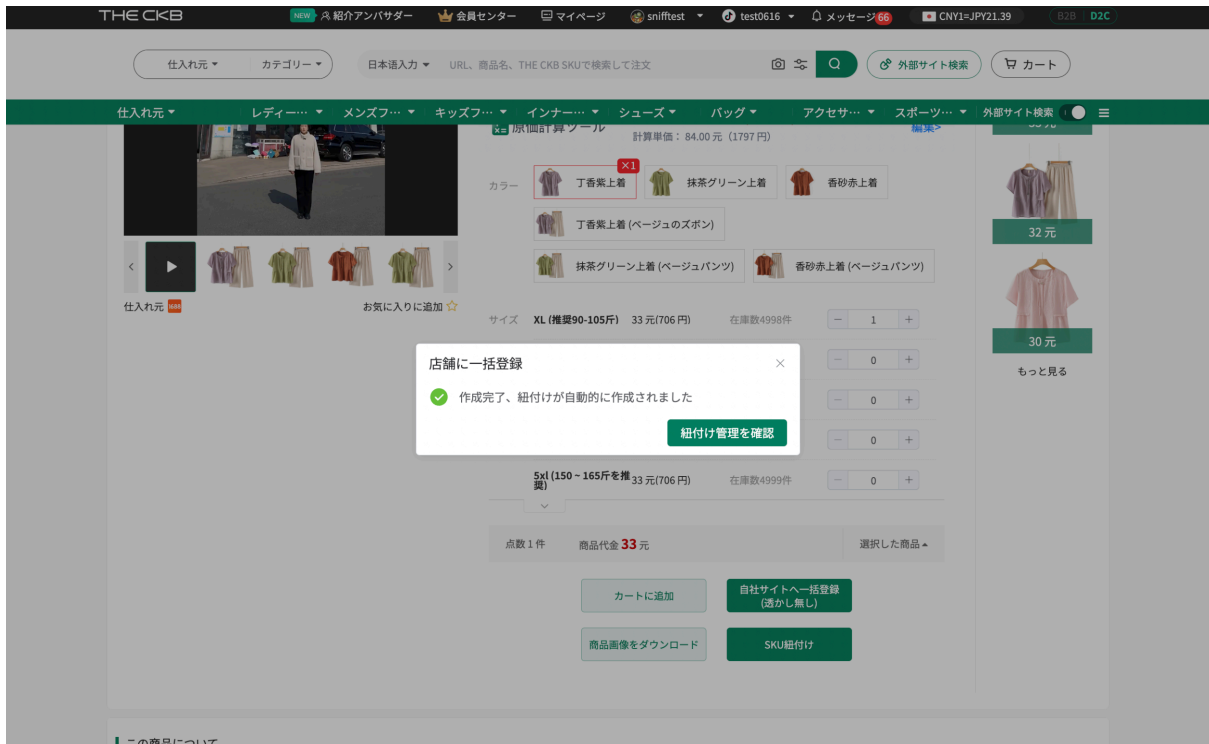 THE CKB
NEW 紹介アンバサダー 会員センター マイページ snifftest test0616 メッセージ66 CNY1=JPY21.39 B2B D2C
仕入れ元 カテゴリー 日本语入力 URL、商品名、THE CKB SKUで検索して注文 外部サイト検索 カート
仕入れ元 レディー… メンズフ… キッズフ… インナー… シューズ バッグ アクセサ… スポーツ… 外部サイト検索
原価計算ツール 計算単価： 84.00 元（1797 円） 編集>
カラー ×1 丁香紫上着 抹茶グリーン上着 香砂赤上着
丁香紫上着 (ベージュのズボン)
抹茶グリーン上着 (ベージュパンツ) 香砂赤上着 (ベージュパンツ)
32 元
仕入れ元 1688 お気に入りに追加
サイズ XL (推奨90-105斤) 33 元(706 円) 在庫数4998件 1
30 元
もっと見る
店舗に一括登録
作成完了、紐付けが自動的に作成されました
紐付け管理を確認
0
0
0
5xl (150 ~ 165斤を推奨) 33 元(706 円) 在庫数4999件 0
点数 1 件 商品代金 33 元 選択した商品
カートに追加 自社サイトへ一括登録
(透かし無し)
商品画像をダウンロード SKU紐付け
この商品について